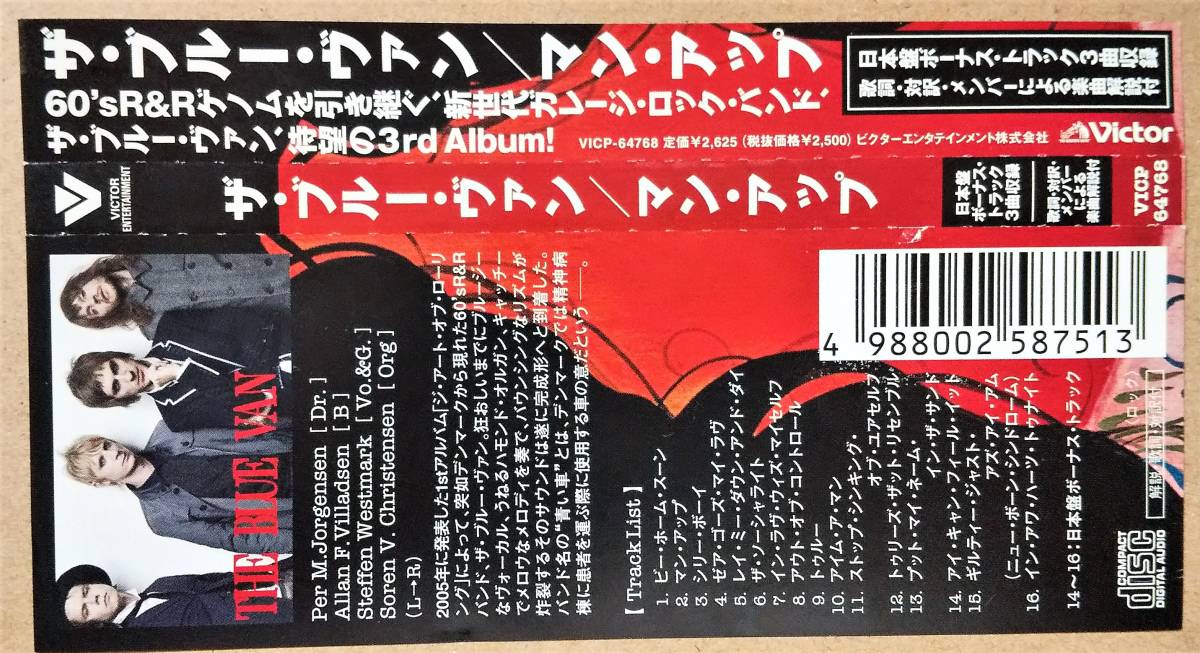 ザ・ブルー・ヴァン／マン・アップ
60'sR&Rゲノムを引き継ぐ、新世代ガレージ・ロック・バンド、
ザ・ブルー・ヴァン、待望の3rd Album!
VICP-64768 定価¥2,625（税抜価格¥2,500）ビクターエンタテインメント株式会社
日本盤ボーナス・トラック3曲収録
歌詞・対訳・メンバーによる楽曲解説付
Victor
VICTOR
ENTERTAINMENT
ザ・ブルー・ヴァン／マン・アップ
日本盤
ボーナス・
トラック
3曲収録
歌詞・対訳・
メンバー
による
楽曲解説付
VICP
64768
THE BLUE VAN
Per M.Jorgensen [Dr.]
Allan F. Villadsen [B]
Steffen Westmark [Vo.&G.]
Soren V. Christensen [Org]
(L→R)
2005年に発表した1stアルバム「ジ・アート・オブ・ローリ
ング」によって、突如デンマークから現れた60'sR&R
バンド、ザ・ブルー・ヴァン。狂おしいまでにブルージー
なヴォーカル、うねるハモンド・オルガン、キャッチー
でメロウなメロディを奏で、バウンシングなリズムが
炸裂するそのサウンドは遂に完成形へと到着した。
バンド名の“青い車”とは、デンマークでは精神病
棟に患者を運ぶ際に使用する車の意だという――。
[Track List]
1. ビー・ホーム・スーン
2. マン・アップ
3. シリー・ボーイ
4. ゼア・ゴーズ・マイ・ラヴ
5. レイ・ミー・ダウン・アンド・ダイ
6. ザ・ソーシャライト
7. イン・ラヴ・ウィズ・マイセルフ
8. アウト・オブ・コントロール
9. トゥルー
10. アイム・ア・マン
11. ストップ・シンキング・
オブ・ユアセルフ
12. トゥリーズ・ザット・リセンブル
13. プット・マイ・ネーム・
イン・ザ・サンド
14. アイ・キャン・フィール・イット
15. ギルティー・ジャスト・
アズ・アイ・アム
(ニュー・ボーン・シンドローム)
16. イン・アワ・ハーツ・トゥナイト
14～16:日本盤ボーナス・トラック
4 988002 587513
(ロック)
解説・歌詞・対訳付
COMPACT
disc
DIGITAL AUDIO